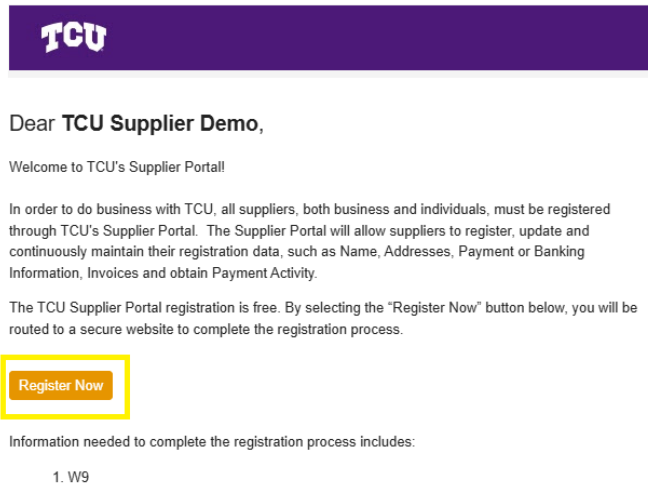 TCU
Dear TCU Supplier Demo,
Welcome to TCU's Supplier Portal!
In order to do business with TCU, all suppliers, both business and individuals, must be registered
through TCU's Supplier Portal.  The Supplier Portal will allow suppliers to register, update and
continuously maintain their registration data, such as Name, Addresses, Payment or Banking
Information, Invoices and obtain Payment Activity.
The TCU Supplier Portal registration is free. By selecting the “Register Now” button below, you will be
routed to a secure website to complete the registration process.
Register Now
Information needed to complete the registration process includes:
1. W9